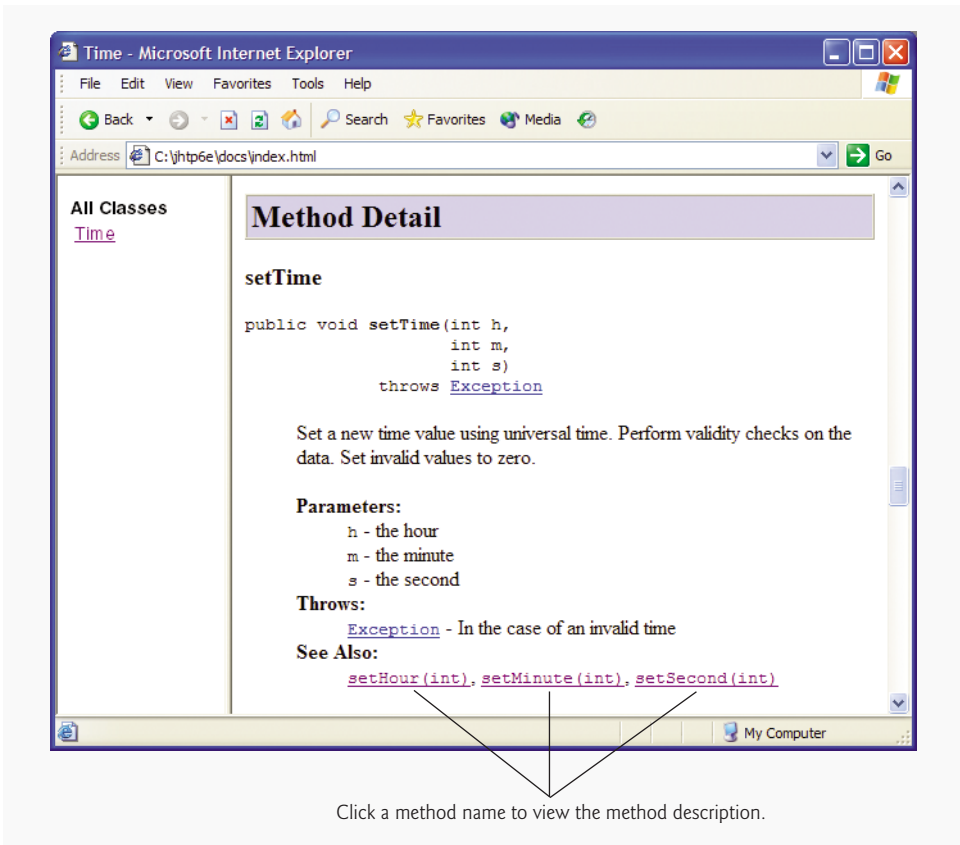 Time - Microsoft Internet Explorer
File Edit View Favorites Tools Help
Back Search Favorites Media
Address C:\jhtp6e\docs\index.html Go
All Classes
Time
Method Detail
setTime
public void setTime(int h,
int m,
int s)
throws Exception
Set a new time value using universal time. Perform validity checks on the
data. Set invalid values to zero.
Parameters:
h - the hour
m - the minute
s - the second
Throws:
Exception - In the case of an invalid time
See Also:
setHour(int), setMinute(int), setSecond(int)
My Computer
Click a method name to view the method description.